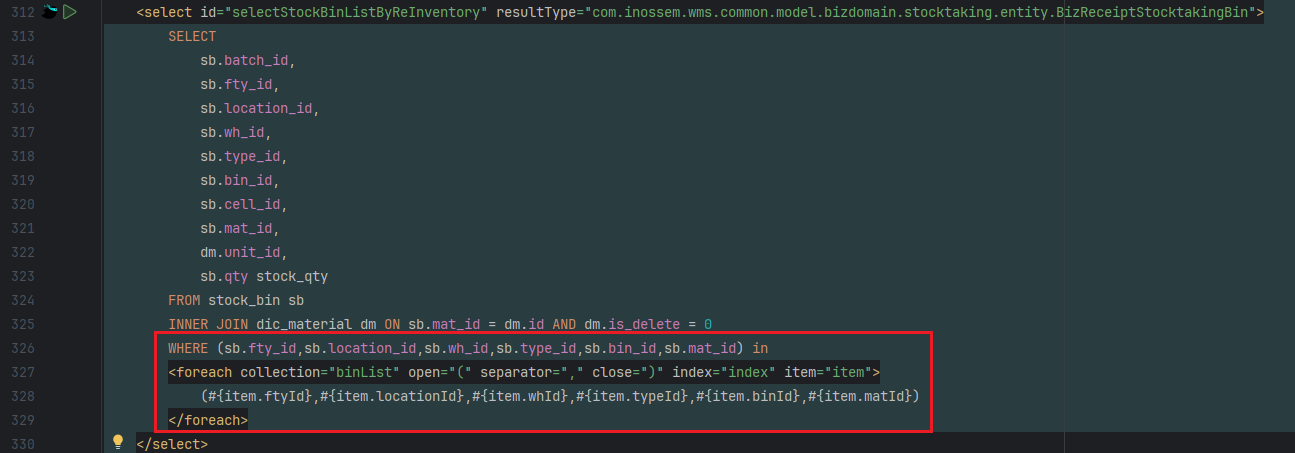 312 <select id="selectStockBinListByReInventory" resultType="com.inossem.wms.common.model.bizdomain.stocktaking.entity.BizReceiptStocktakingBin">
313 SELECT
314 sb.batch_id,
315 sb.fty_id,
316 sb.location_id,
317 sb.wh_id,
318 sb.type_id,
319 sb.bin_id,
320 sb.cell_id,
321 sb.mat_id,
322 dm.unit_id,
323 sb.qty stock_qty
324 FROM stock_bin sb
325 INNER JOIN dic_material dm ON sb.mat_id = dm.id AND dm.is_delete = 0
326 WHERE (sb.fty_id,sb.location_id,sb.wh_id,sb.type_id,sb.bin_id,sb.mat_id) in
327 <foreach collection="binList" open="(" separator="," close=")" index="index" item="item">
328 (#{item.ftyId},#{item.locationId},#{item.whId},#{item.typeId},#{item.binId},#{item.matId})
329 </foreach>
330 </select>